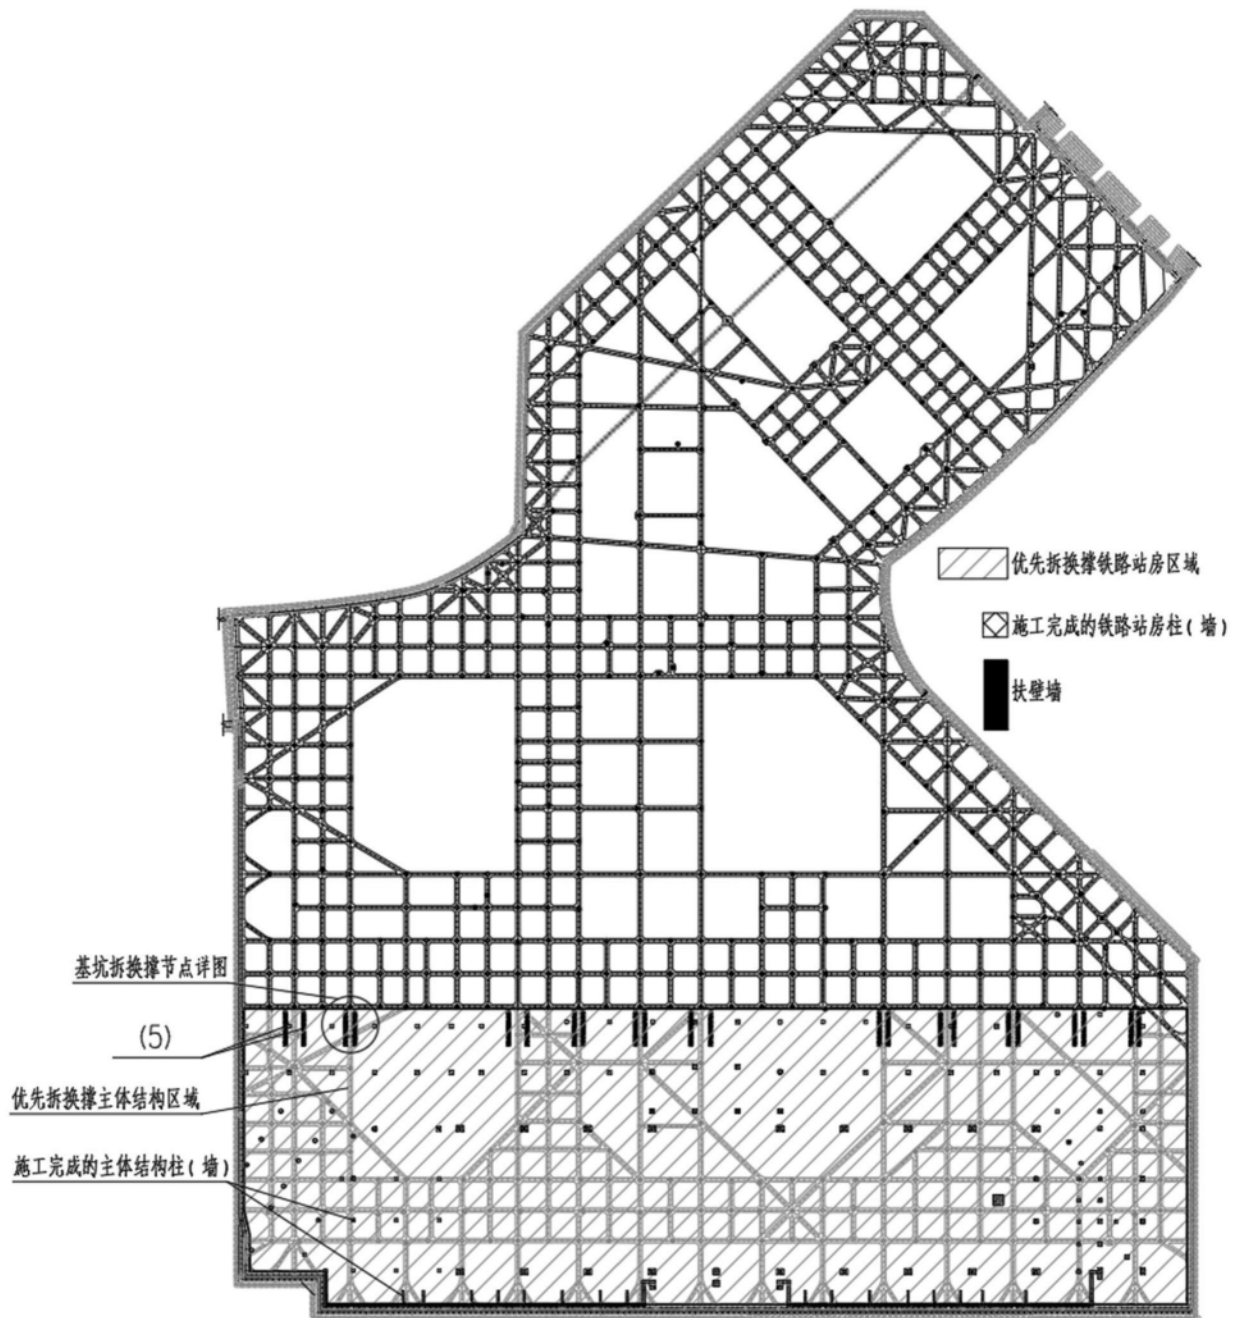 优先拆换撑铁路站房区域
施工完成的铁路站房柱(墙)
扶壁墙
基坑拆换撑节点详图
(5)
优先拆换撑主体结构区域
施工完成的主体结构柱(墙)